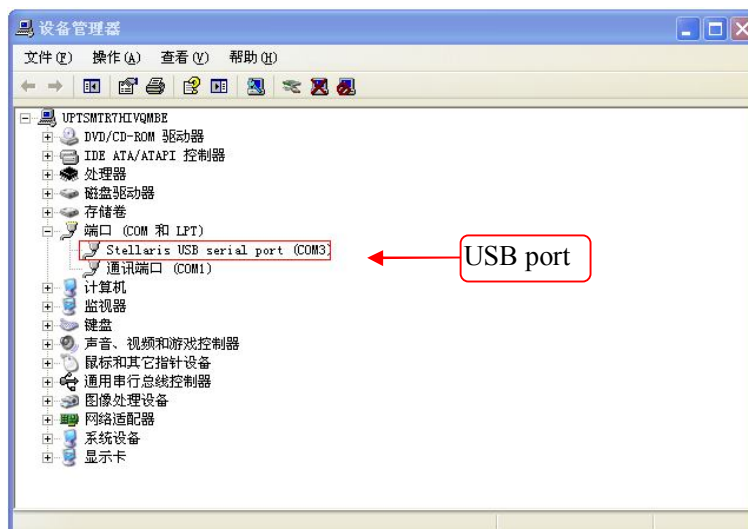 设备管理器
文件(F) 操作(A) 查看(V) 帮助(H)
UPTSMTR7HIVQMBE
DVD/CD-ROM 驱动器
IDE ATA/ATAPI 控制器
处理器
磁盘驱动器
存储卷
端口 (COM 和 LPT)
Stellaris USB serial port (COM3)
USB port
通讯端口 (COM1)
计算机
监视器
键盘
声音、视频和游戏控制器
鼠标和其它指针设备
通用串行总线控制器
图像处理设备
网络适配器
系统设备
显示卡